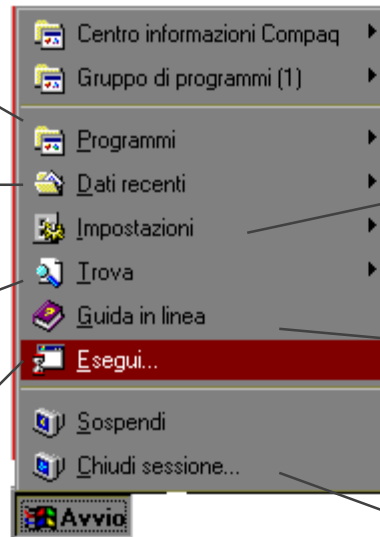 Centro informazioni Compaq
Gruppo di programmi (1)
Programmi
Dati recenti
Impostazioni
Trova
Guida in linea
Esegui...
Sospendi
Chiudi sessione...
Avvio